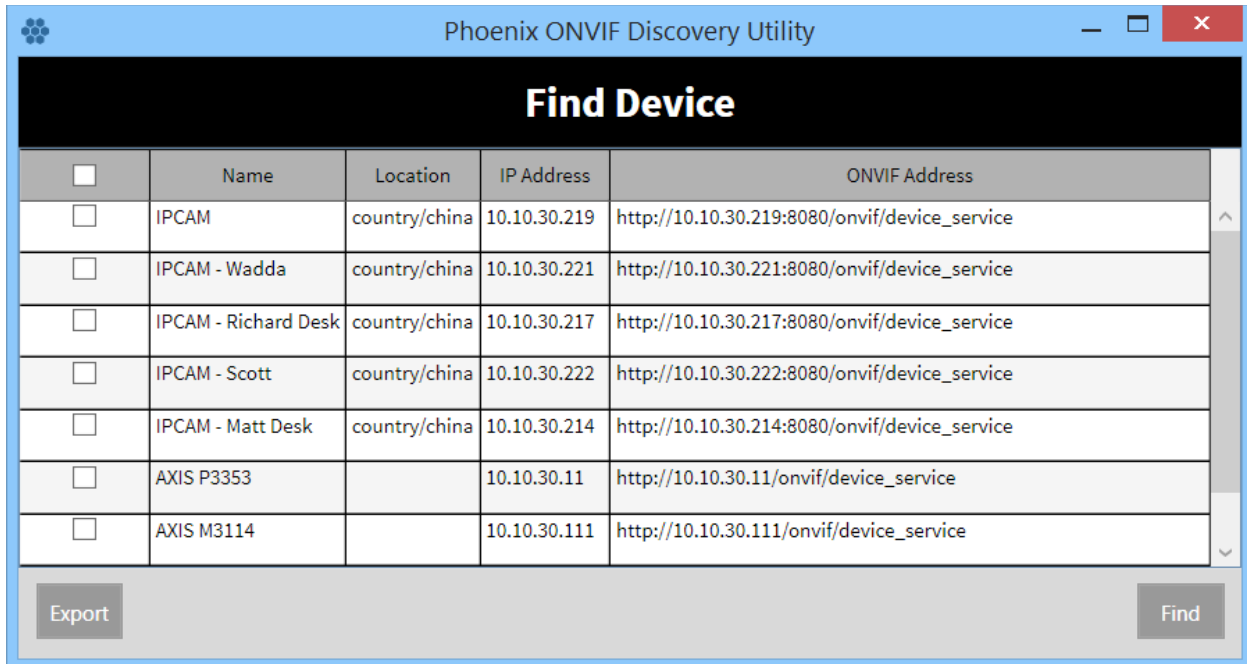 Phoenix ONVIF Discovery Utility
Find Device
Name Location IP Address ONVIF Address
IPCAM country/china 10.10.30.219 http://10.10.30.219:8080/onvif/device_service
IPCAM - Wadda country/china 10.10.30.221 http://10.10.30.221:8080/onvif/device_service
IPCAM - Richard Desk country/china 10.10.30.217 http://10.10.30.217:8080/onvif/device_service
IPCAM - Scott country/china 10.10.30.222 http://10.10.30.222:8080/onvif/device_service
IPCAM - Matt Desk country/china 10.10.30.214 http://10.10.30.214:8080/onvif/device_service
AXIS P3353 10.10.30.11 http://10.10.30.11/onvif/device_service
AXIS M3114 10.10.30.111 http://10.10.30.111/onvif/device_service
Export Find